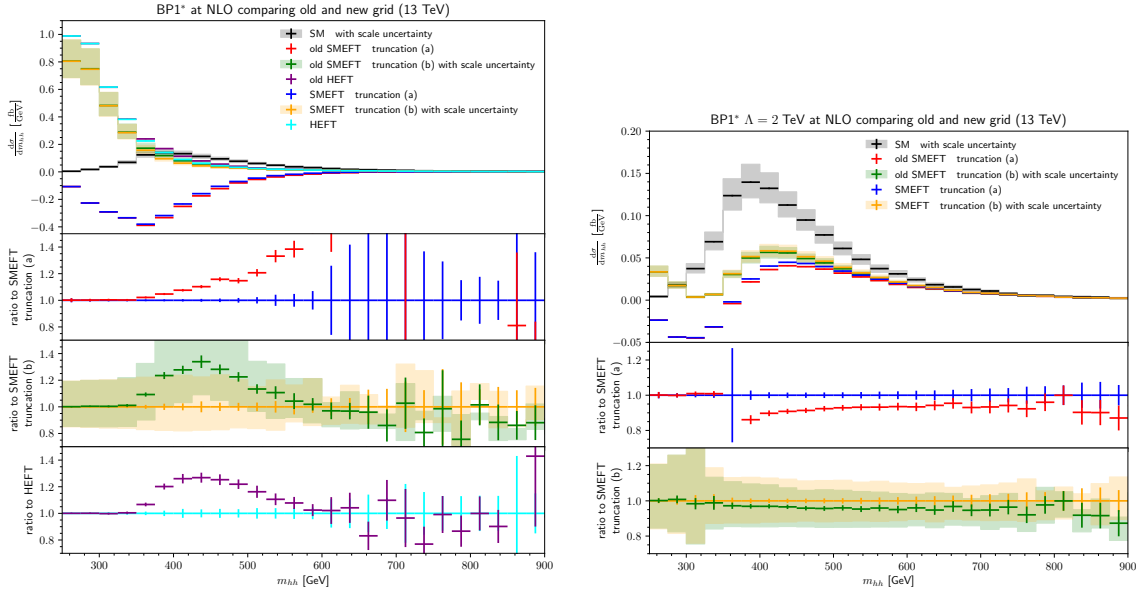 BP1* at NLO comparing old and new grid (13 TeV)
SM with scale uncertainty
old SMEFT truncation (a)
old SMEFT truncation (b) with scale uncertainty
old HEFT
SMEFT truncation (a)
SMEFT truncation (b) with scale uncertainty
HEFT
dσ/dm_hh [fb/GeV]
1.0
0.8
0.6
0.4
0.2
0.0
−0.2
−0.4
ratio to SMEFT
truncation (a)
1.4
1.2
1.0
0.8
ratio to SMEFT
truncation (b)
1.4
1.2
1.0
0.8
ratio to HEFT
1.4
1.2
1.0
0.8
300 400 500 600 700 800 900
m_hh [GeV]
BP1* Λ = 2 TeV at NLO comparing old and new grid (13 TeV)
SM with scale uncertainty
old SMEFT truncation (a)
old SMEFT truncation (b) with scale uncertainty
SMEFT truncation (a)
SMEFT truncation (b) with scale uncertainty
dσ/dm_hh [fb/GeV]
0.20
0.15
0.10
0.05
0.00
−0.05
ratio to SMEFT
truncation (a)
1.2
1.0
0.8
ratio to SMEFT
truncation (b)
1.2
1.0
0.8
300 400 500 600 700 800 900
m_hh [GeV]